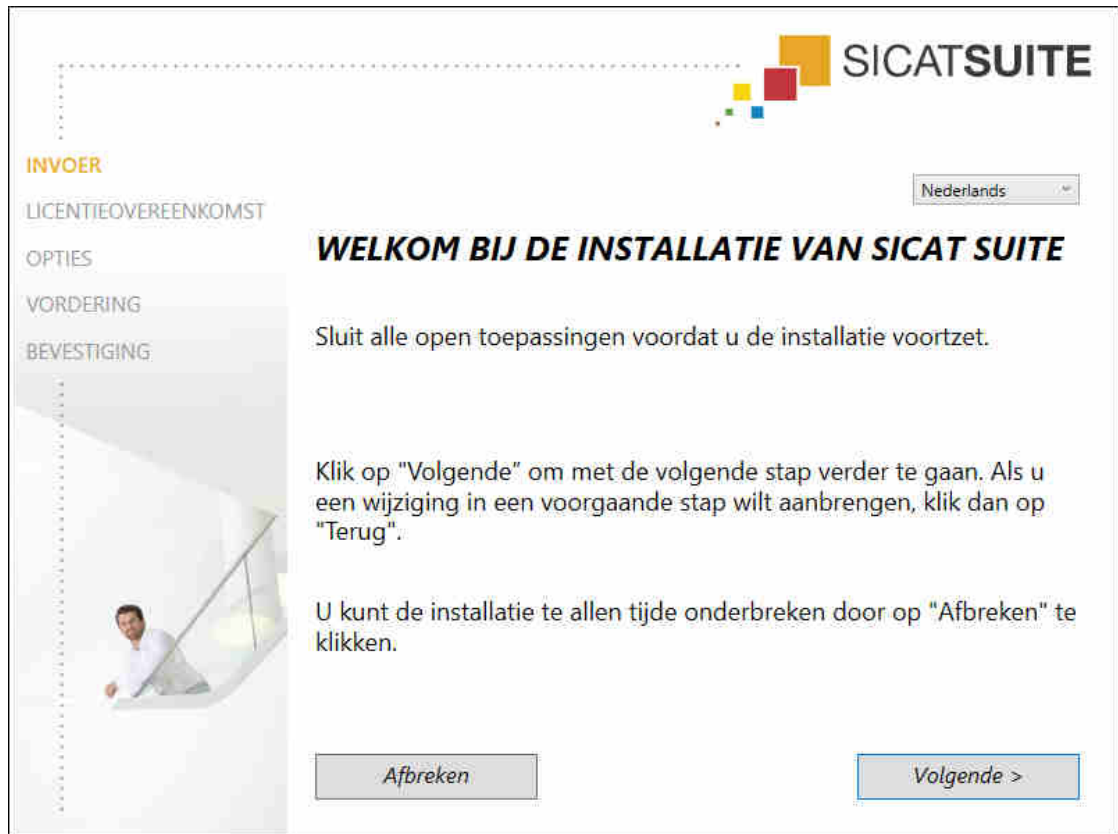 SICATSUITE
INVOER
LICENTIEOVEREENKOMST
OPTIES
VORDERING
BEVESTIGING
Nederlands
WELKOM BIJ DE INSTALLATIE VAN SICAT SUITE
Sluit alle open toepassingen voordat u de installatie voortzet.
Klik op "Volgende" om met de volgende stap verder te gaan. Als u
een wijziging in een voorgaande stap wilt aanbrengen, klik dan op
"Terug".
U kunt de installatie te allen tijde onderbreken door op "Afbreken" te
klikken.
Afbreken
Volgende >